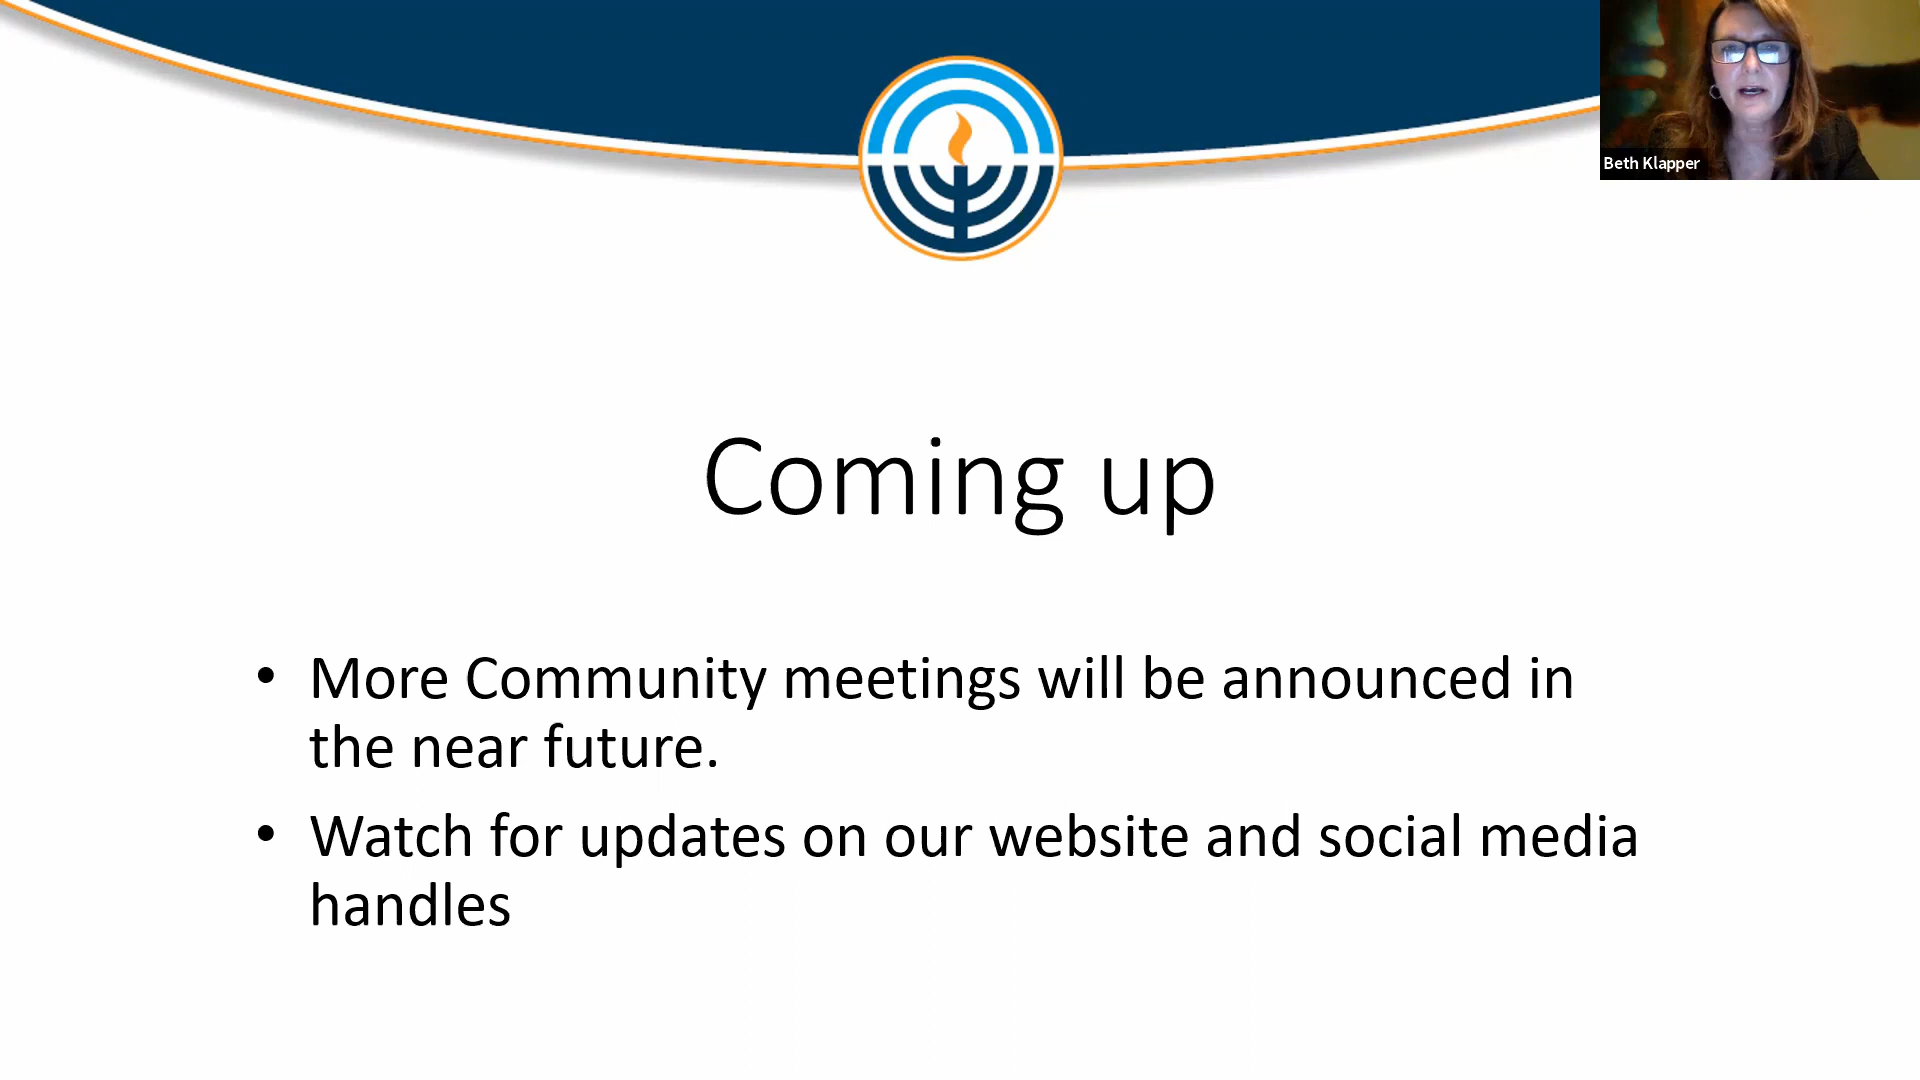 Beth Klapper
Coming up
• More Community meetings will be announced in
the near future.
• Watch for updates on our website and social media
handles